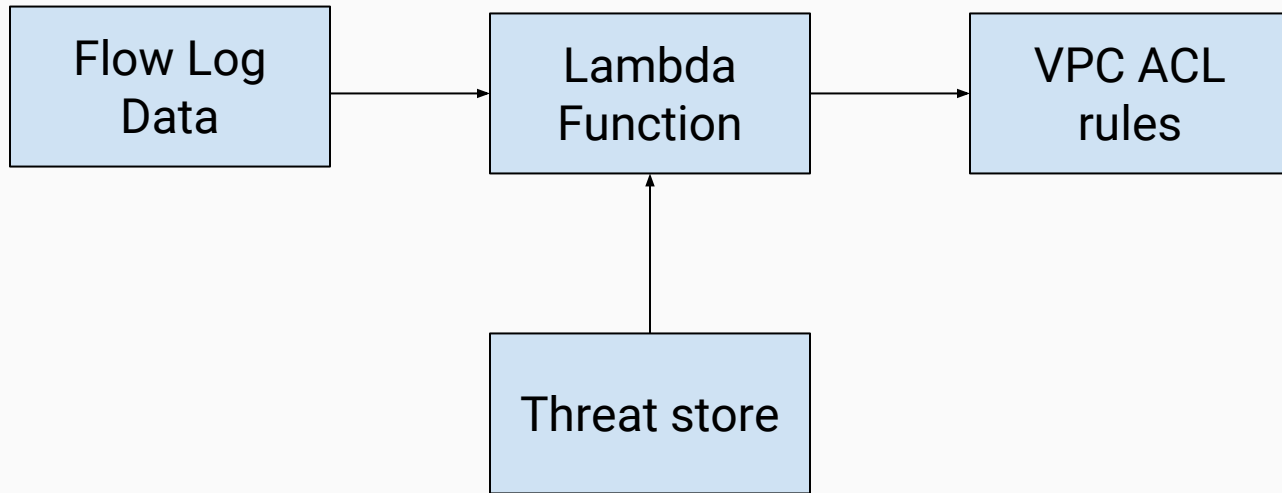 Flow Log
Data
Lambda
Function
VPC ACL
rules
Threat store